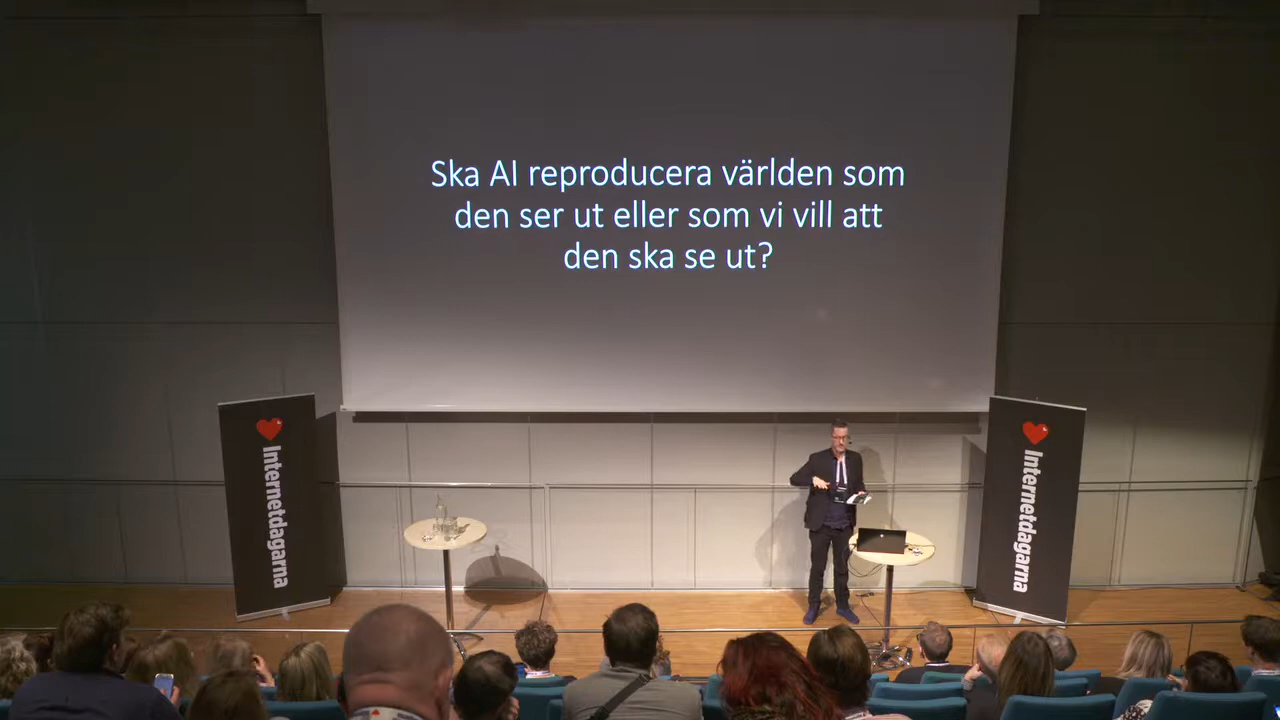 Ska AI reproducera världen som
den ser ut eller som vi vill att
den ska se ut?
Internetdagarna
Internetdagarna